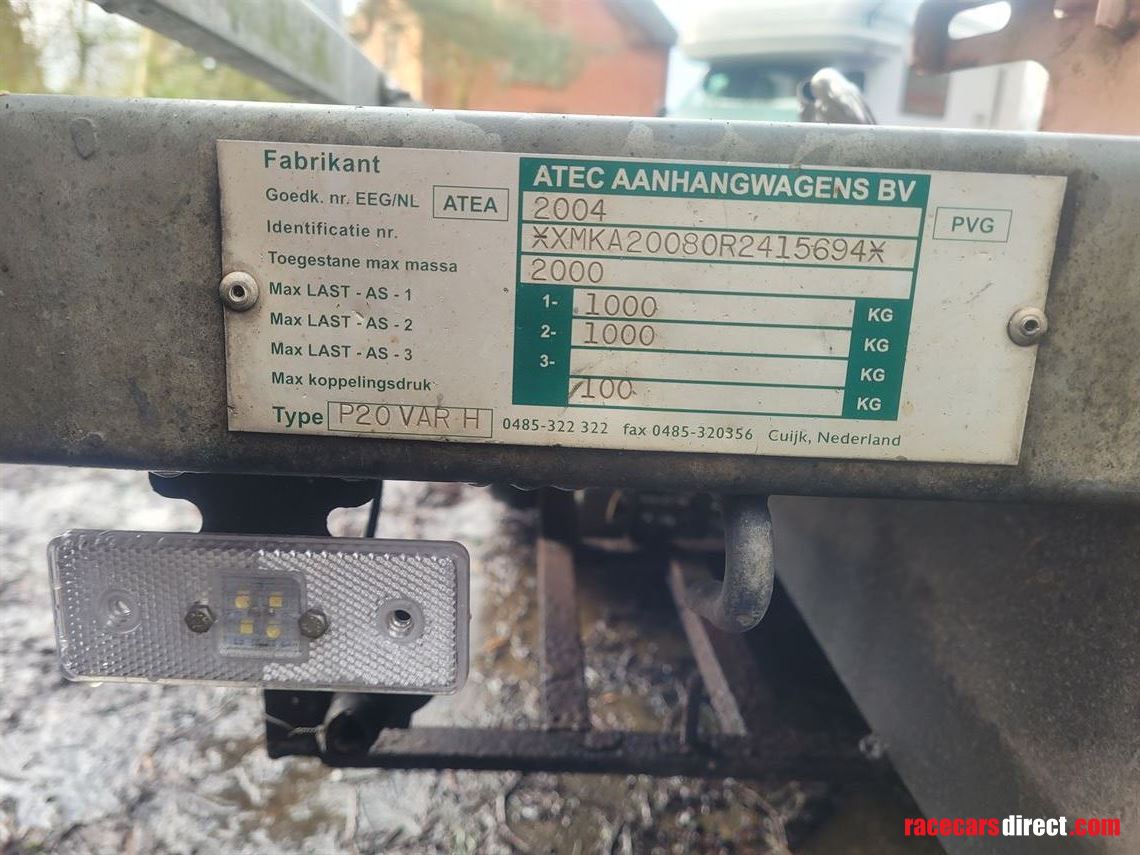 Fabrikant ATEC AANHANGWAGENS BV
Goedk. nr. EEG/NL ATEA 2004 PVG
Identificatie nr. *XMKA20080R2415694*
Toegestane max massa 2000
Max LAST - AS - 1 1- 1000 KG
Max LAST - AS - 2 2- 1000 KG
Max LAST - AS - 3 3- KG
Max koppelingsdruk 100 KG
Type P20 VAR H 0485-322 322 fax 0485-320356 Cuijk, Nederland
racecarsdirect.com